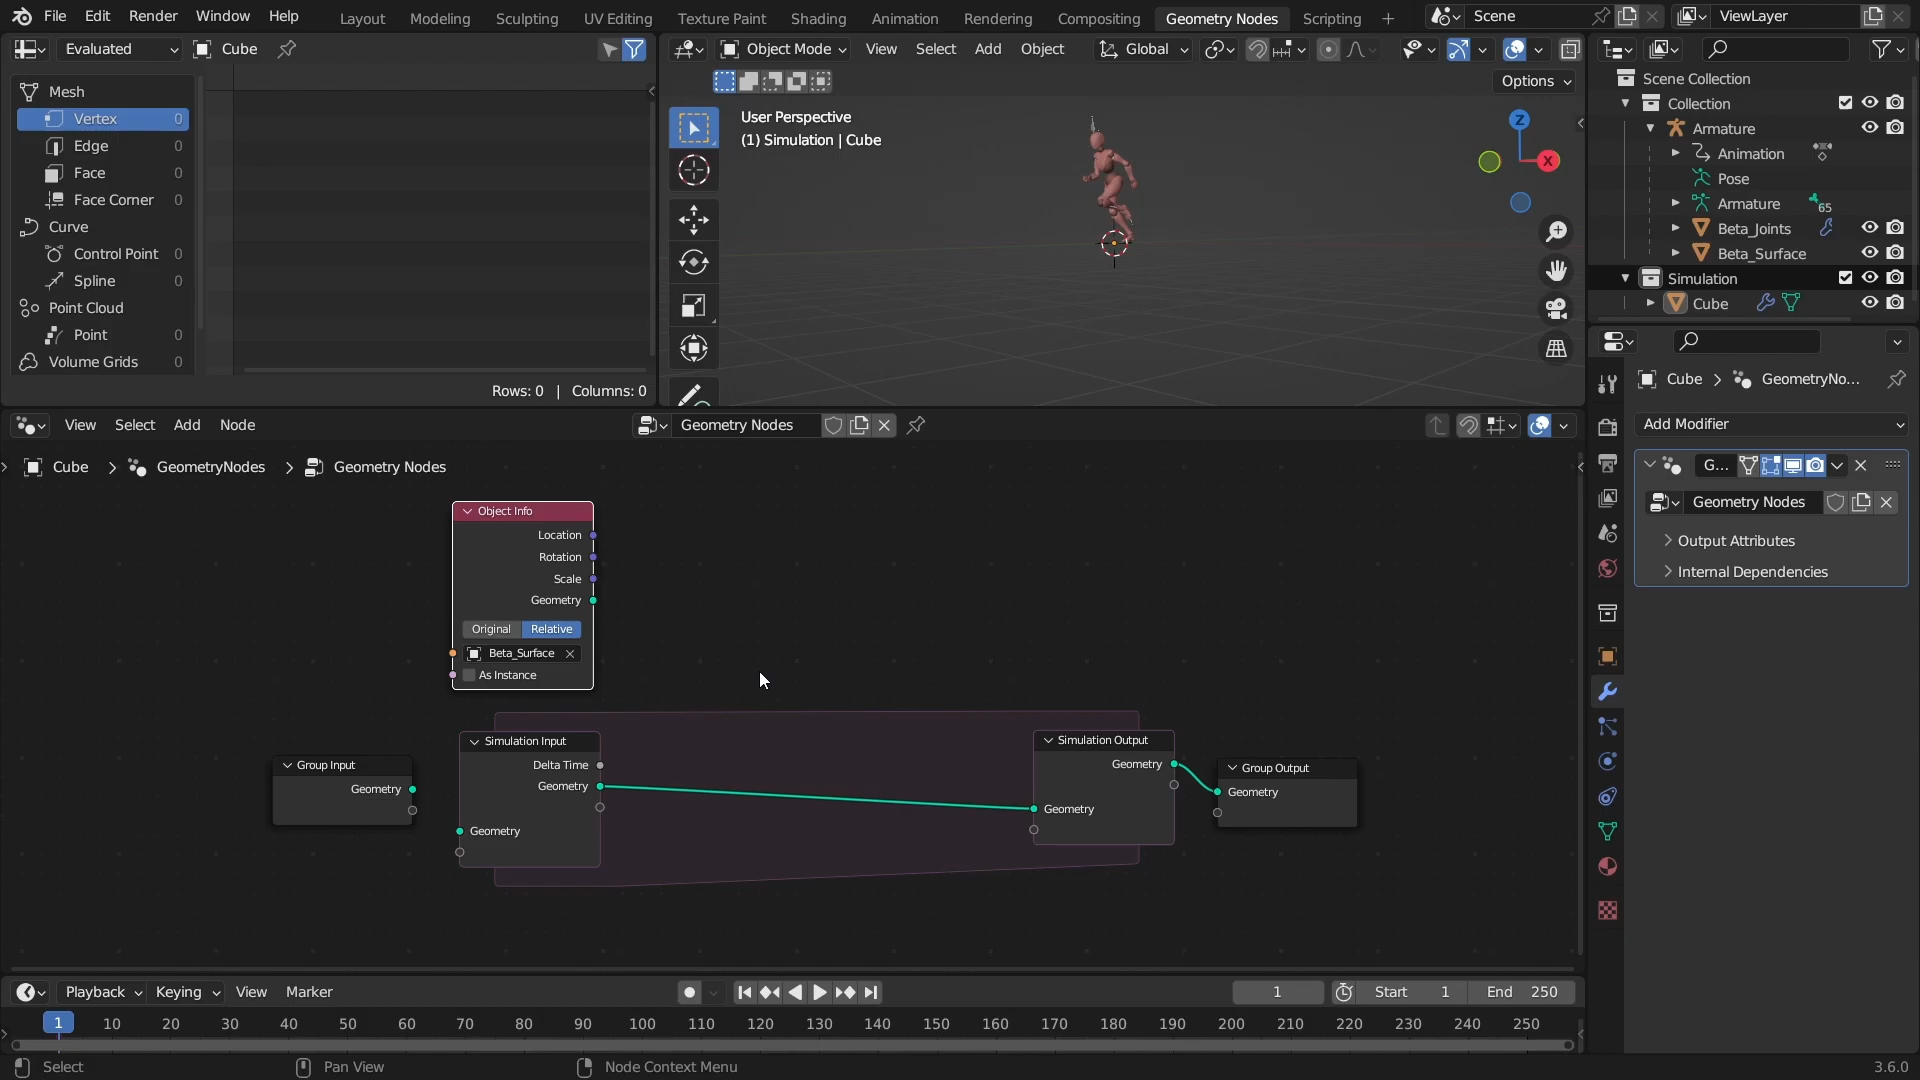 File Edit Render Window Help Layout Modeling Sculpting UV Editing Texture Paint Shading Animation Rendering Compositing Geometry Nodes Scripting + Scene ViewLayer
Evaluated Cube
Object Mode View Select Add Object Global
Options
Mesh
Vertex 0
Edge 0
Face 0
Face Corner 0
Curve
Control Point 0
Spline 0
Point Cloud
Point 0
Volume Grids 0
Rows: 0 | Columns: 0
User Perspective
(1) Simulation | Cube
Z
X
Scene Collection
Collection
Armature
Animation
Pose
Armature 65
Beta_Joints
Beta_Surface
Simulation
Cube
View Select Add Node Geometry Nodes
Cube > GeometryNodes > Geometry Nodes
Object Info
Location
Rotation
Scale
Geometry
Original Relative
Beta_Surface
As Instance
Group Input
Geometry
Simulation Input
Delta Time
Geometry
Geometry
Simulation Output
Geometry
Geometry
Group Output
Geometry
Cube > GeometryNo...
Add Modifier
G...
Geometry Nodes
Output Attributes
Internal Dependencies
Playback Keying View Marker 1 Start 1 End 250
1 10 20 30 40 50 60 70 80 90 100 110 120 130 140 150 160 170 180 190 200 210 220 230 240 250
Select Pan View Node Context Menu 3.6.0